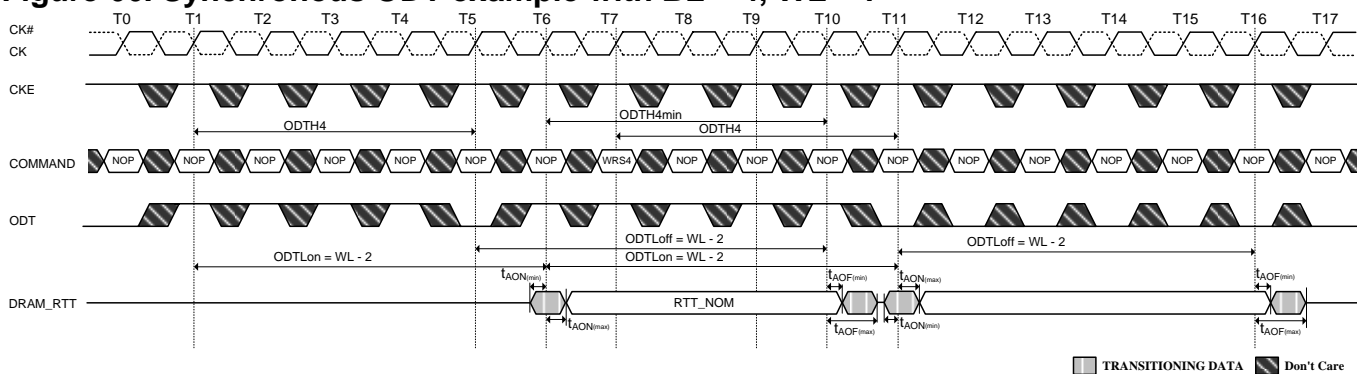 Synchronous ODT example with BL = 4, WL = 7
T0 T1 T2 T3 T4 T5 T6 T7 T8 T9 T10 T11 T12 T13 T14 T15 T16 T17
CK#
CK
CKE
ODTH4min
ODTH4 ODTH4
COMMAND NOP NOP NOP NOP NOP NOP NOP WRS4 NOP NOP NOP NOP NOP NOP NOP NOP NOP NOP
ODT
ODTLoff = WL - 2 ODTLoff = WL - 2
ODTLon = WL - 2 ODTLon = WL - 2
tAON(min) tAOF(min) tAON(max) tAOF(min)
DRAM_RTT RTT_NOM
tAON(max) tAOF(max) tAON(min) tAOF(max)
TRANSITIONING DATA Don't Care